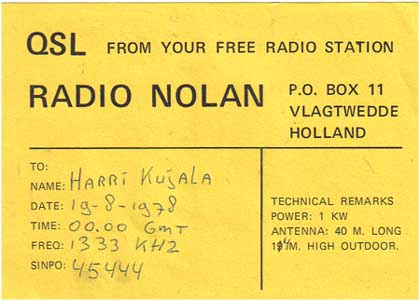 QSL FROM YOUR FREE RADIO STATION
RADIO NOLAN
P.O. BOX 11
VLAGTWEDDE
HOLLAND
TO:
NAME: HARRI KUJALA
DATE: 19-8-1978
TIME: 00.00 GMT
FREQ: 1333 KHZ
SINPO: 45444
TECHNICAL REMARKS
POWER: 1 KW
ANTENNA: 40 M. LONG
14M. HIGH OUTDOOR.